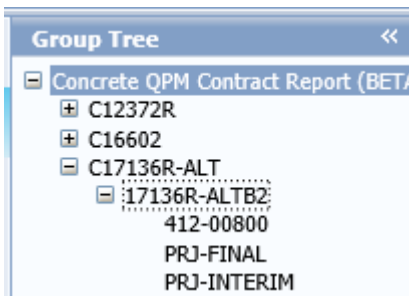 Group Tree «
Concrete QPM Contract Report (BETA
C12372R
C16602
C17136R-ALT
17136R-ALTB2
412-00800
PRJ-FINAL
PRJ-INTERIM